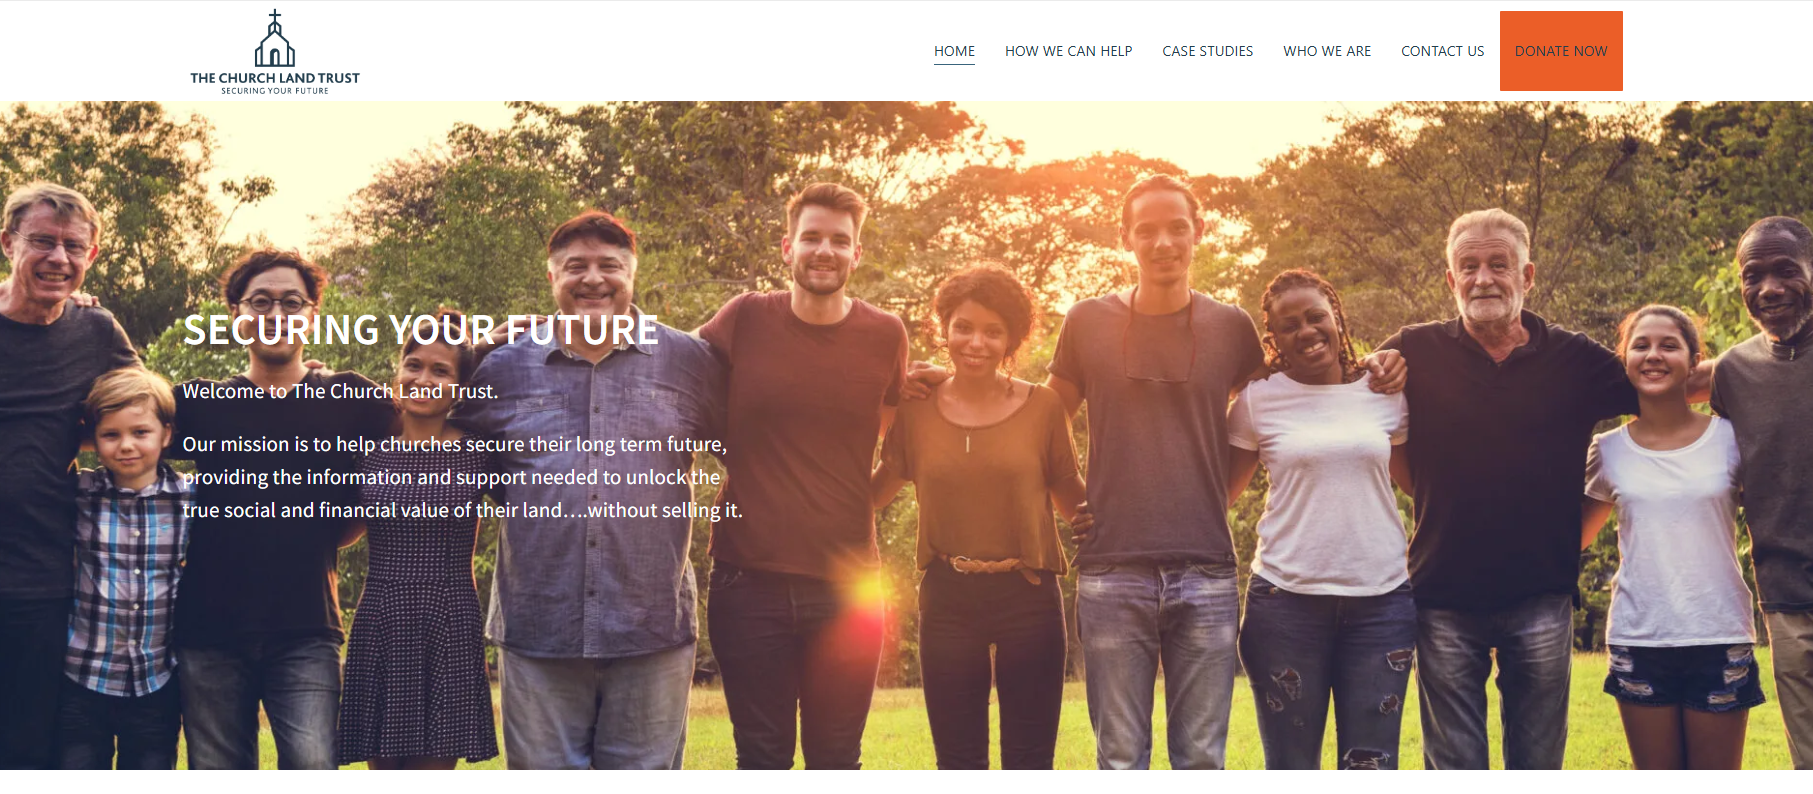 THE CHURCH LAND TRUST
SECURING YOUR FUTURE
HOME
HOW WE CAN HELP
CASE STUDIES
WHO WE ARE
CONTACT US
DONATE NOW
SECURING YOUR FUTURE
Welcome to The Church Land Trust.
Our mission is to help churches secure their long term future,
providing the information and support needed to unlock the
true social and financial value of their land….without selling it.